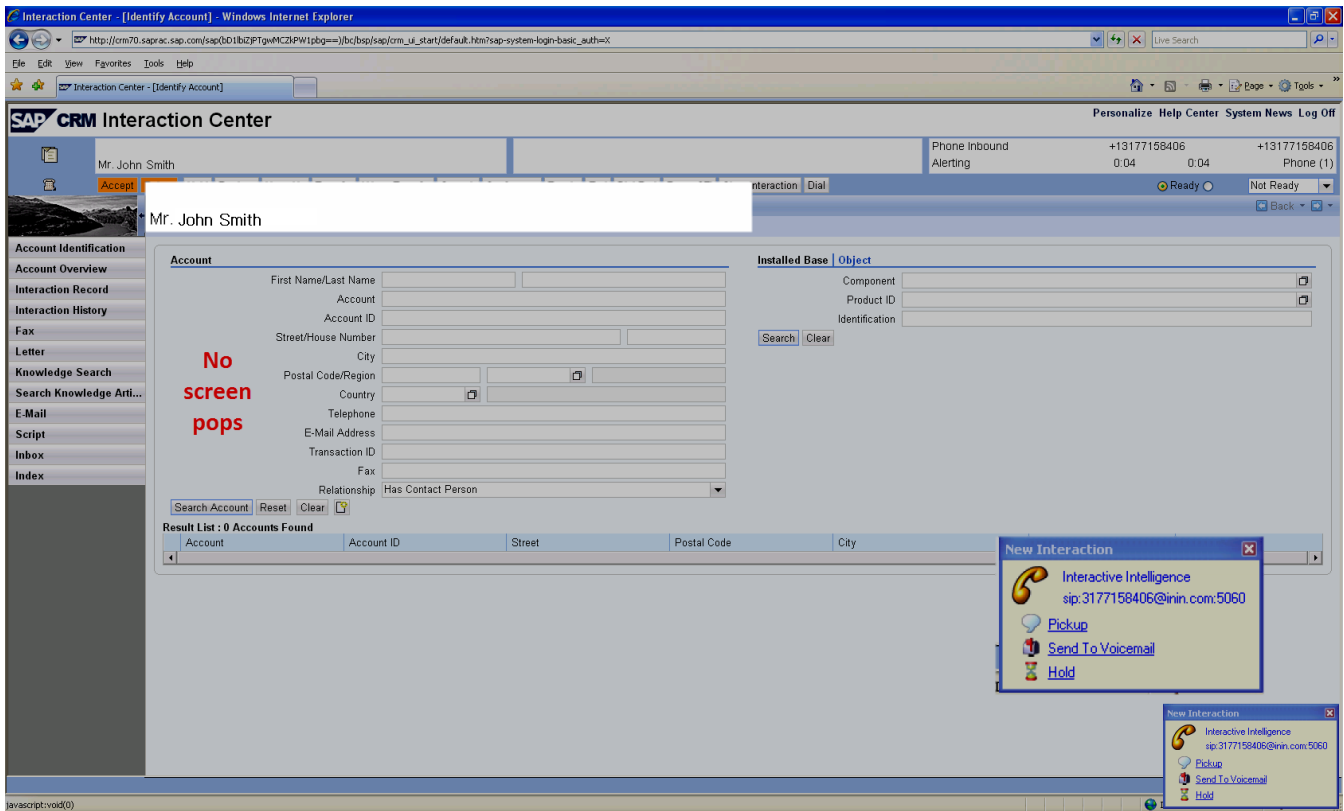 Interaction Center - [Identify Account] - Windows Internet Explorer
http://crm70.saprac.sap.com/sap(bD1lbiZjPTgwMCZkPW1pbg==)/bc/bsp/sap/crm_ui_start/default.htm?sap-system-login-basic_auth=X
Live Search
File Edit View Favorites Tools Help
Interaction Center - [Identify Account]
Page Tools
SAP CRM Interaction Center
Personalize Help Center System News Log Off
Mr. John Smith
Phone Inbound +13177158406 +13177158406
Alerting 0:04 0:04 Phone (1)
Accept
Interaction Dial
Ready
Not Ready
Mr. John Smith
Back
Account Identification
Account Overview
Interaction Record
Interaction History
Fax
Letter
Knowledge Search
Search Knowledge Arti...
E-Mail
Script
Inbox
Index
Account
First Name/Last Name
Account
Account ID
Street/House Number
City
Postal Code/Region
Country
Telephone
E-Mail Address
Transaction ID
Fax
Relationship Has Contact Person
No
screen
pops
Search Account Reset Clear
Installed Base Object
Component
Product ID
Identification
Search Clear
Result List : 0 Accounts Found
Account Account ID Street Postal Code City
New Interaction
Interactive Intelligence
sip:3177158406@inin.com:5060
Pickup
Send To Voicemail
Hold
New Interaction
Interactive Intelligence
sip:3177158406@inin.com:5060
Pickup
Send To Voicemail
Hold
javascript:void(0)